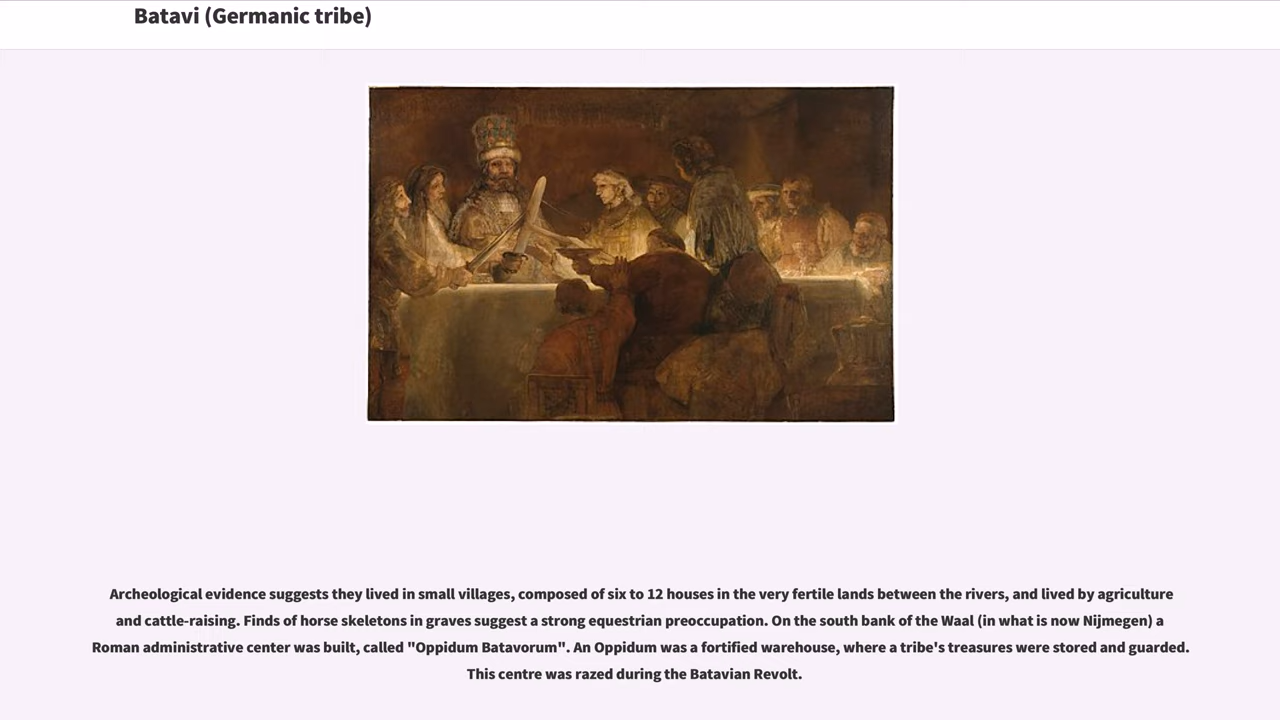 Batavi (Germanic tribe)
Archeological evidence suggests they lived in small villages, composed of six to 12 houses in the very fertile lands between the rivers, and lived by agriculture
and cattle-raising. Finds of horse skeletons in graves suggest a strong equestrian preoccupation. On the south bank of the Waal (in what is now Nijmegen) a
Roman administrative center was built, called "Oppidum Batavorum". An Oppidum was a fortified warehouse, where a tribe's treasures were stored and guarded.
This centre was razed during the Batavian Revolt.